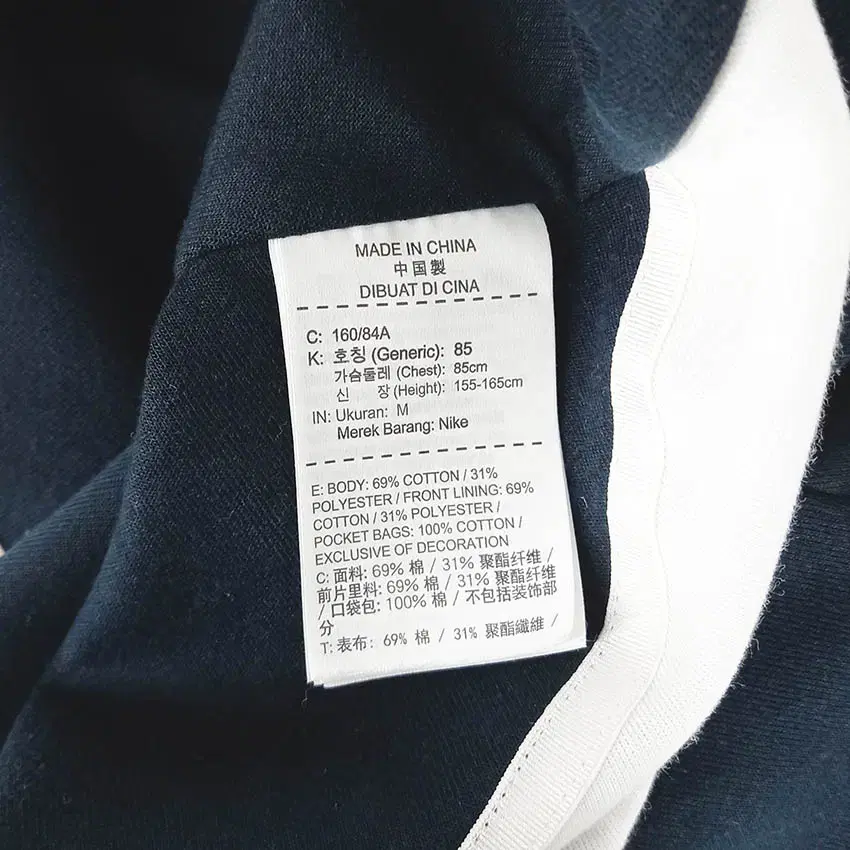 MADE IN CHINA
中国製
DIBUAT DI CINA
C: 160/84A
K: 호칭 (Generic): 85
가슴둘레 (Chest): 85cm
신 장 (Height): 155-165cm
IN: Ukuran: M
Merek Barang: Nike
E: BODY: 69% COTTON / 31%
POLYESTER / FRONT LINING: 69%
COTTON / 31% POLYESTER /
POCKET BAGS: 100% COTTON /
EXCLUSIVE OF DECORATION
C: 面料: 69% 棉 / 31% 聚酯纤维 /
前片里料: 69% 棉 / 31% 聚酯纤维
/ 口袋包: 100% 棉 / 不包括装饰部
分
T: 表布: 69% 棉 / 31% 聚酯纖維 /